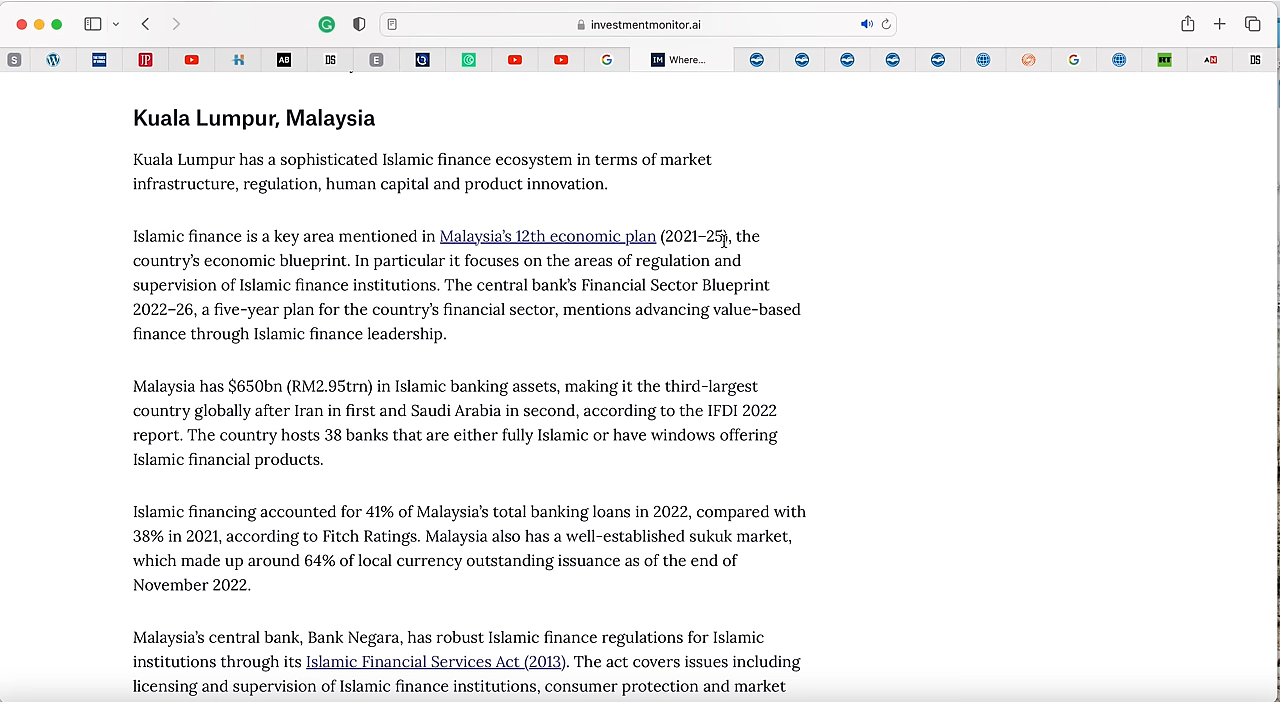 investmentmonitor.ai
S
JP
H
AB
DS
E
G
IM Where...
G
RT
AN
DS
Kuala Lumpur, Malaysia
Kuala Lumpur has a sophisticated Islamic finance ecosystem in terms of market
infrastructure, regulation, human capital and product innovation.
Islamic finance is a key area mentioned in Malaysia's 12th economic plan (2021–25), the
country's economic blueprint. In particular it focuses on the areas of regulation and
supervision of Islamic finance institutions. The central bank's Financial Sector Blueprint
2022–26, a five-year plan for the country's financial sector, mentions advancing value-based
finance through Islamic finance leadership.
Malaysia has $650bn (RM2.95trn) in Islamic banking assets, making it the third-largest
country globally after Iran in first and Saudi Arabia in second, according to the IFDI 2022
report. The country hosts 38 banks that are either fully Islamic or have windows offering
Islamic financial products.
Islamic financing accounted for 41% of Malaysia's total banking loans in 2022, compared with
38% in 2021, according to Fitch Ratings. Malaysia also has a well-established sukuk market,
which made up around 64% of local currency outstanding issuance as of the end of
November 2022.
Malaysia's central bank, Bank Negara, has robust Islamic finance regulations for Islamic
institutions through its Islamic Financial Services Act (2013). The act covers issues including
licensing and supervision of Islamic finance institutions, consumer protection and market